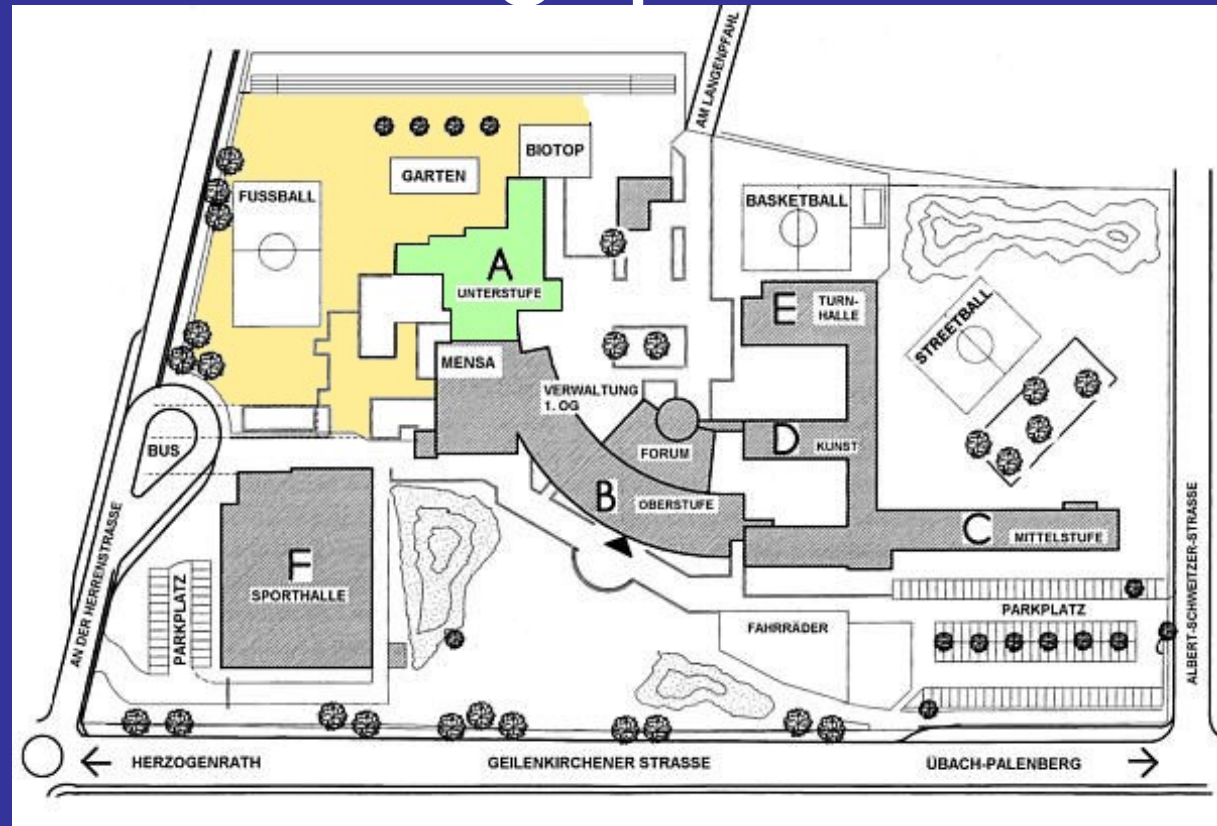 AM LANGENPFAHL
BIOTOP
GARTEN
FUSSBALL
BASKETBALL
A
UNTERSTUFE
E
TURN-
HALLE
STREETBALL
MENSA
VERWALTUNG
1. OG
FORUM
D
KUNST
BUS
B
OBERSTUFE
C
MITTELSTUFE
F
SPORTHALLE
PARKPLATZ
PARKPLATZ
FAHRRÄDER
AN DER HERRENSTRASSE
ALBERT-SCHWEITZER-STRASSE
HERZOGENRATH
GEILENKIRCHENER STRASSE
ÜBACH-PALENBERG